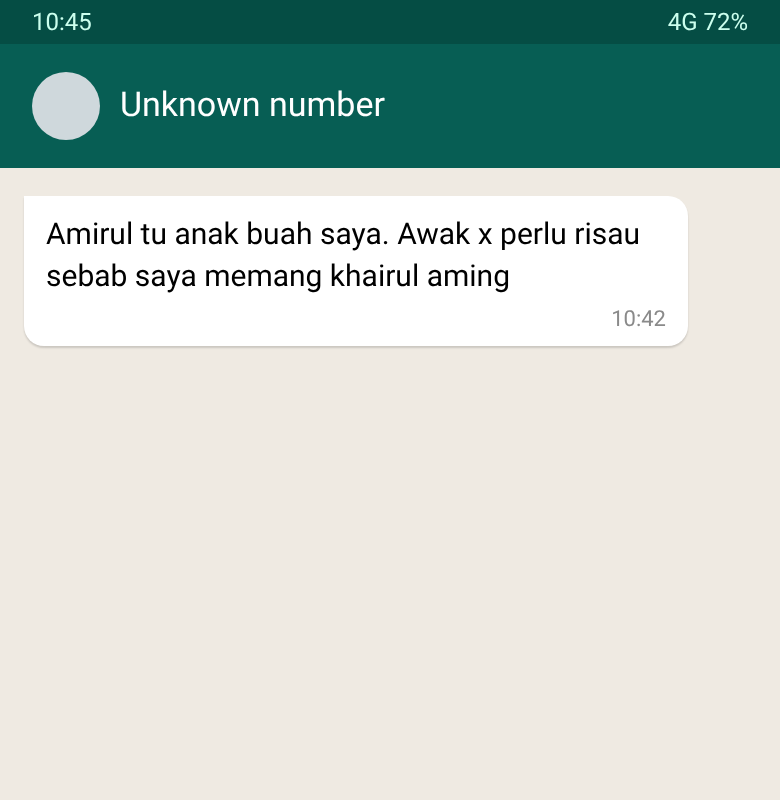 10:45 4G 72%
Unknown number
Amirul tu anak buah saya. Awak x perlu risau
sebab saya memang khairul aming
10:42